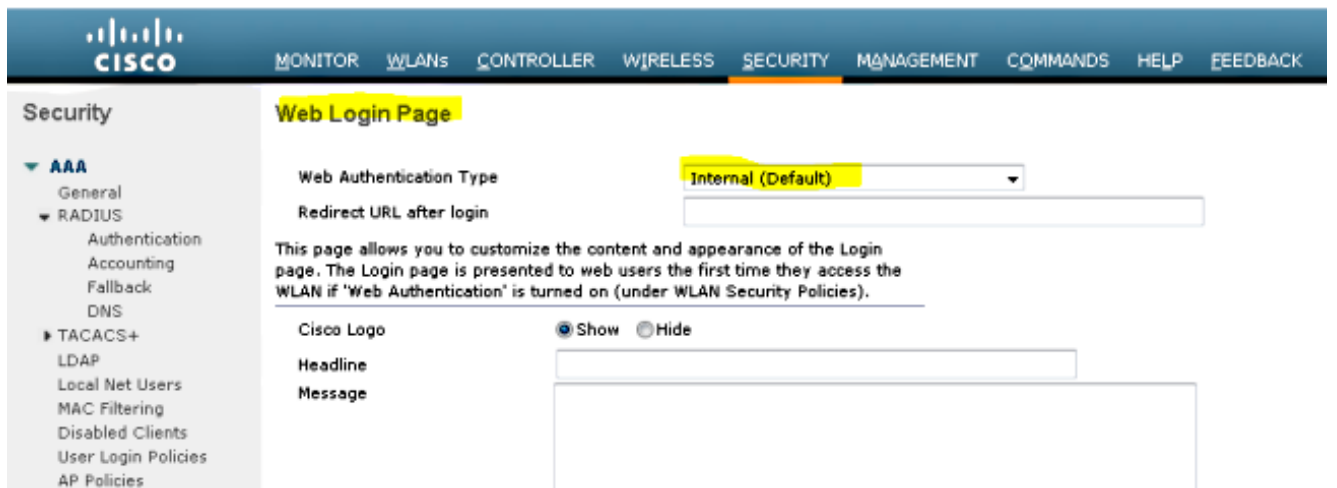 CISCO
MONITOR WLANs CONTROLLER WIRELESS SECURITY MANAGEMENT COMMANDS HELP FEEDBACK
Security
AAA
General
RADIUS
Authentication
Accounting
Fallback
DNS
TACACS+
LDAP
Local Net Users
MAC Filtering
Disabled Clients
User Login Policies
AP Policies
Web Login Page
Web Authentication Type Internal (Default)
Redirect URL after login
This page allows you to customize the content and appearance of the Login
page. The Login page is presented to web users the first time they access the
WLAN if 'Web Authentication' is turned on (under WLAN Security Policies).
Cisco Logo Show Hide
Headline
Message